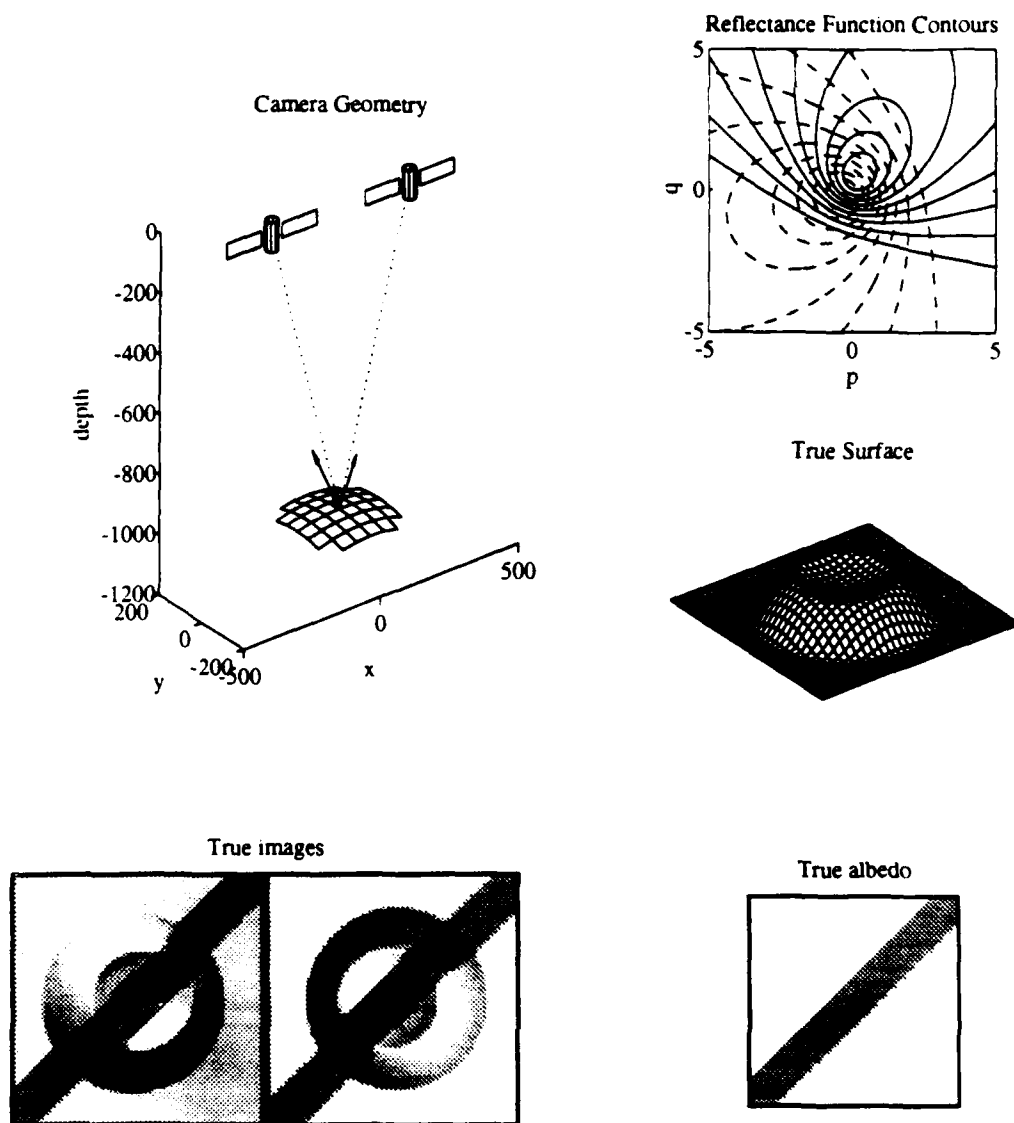 Reflectance Function Contours
5
q
0
-5
-5 0 5
p
Camera Geometry
0
-200
-400
-600
-800
-1000
-1200
depth
200
0
-200
y
-500
0
500
x
True Surface
True images
True albedo